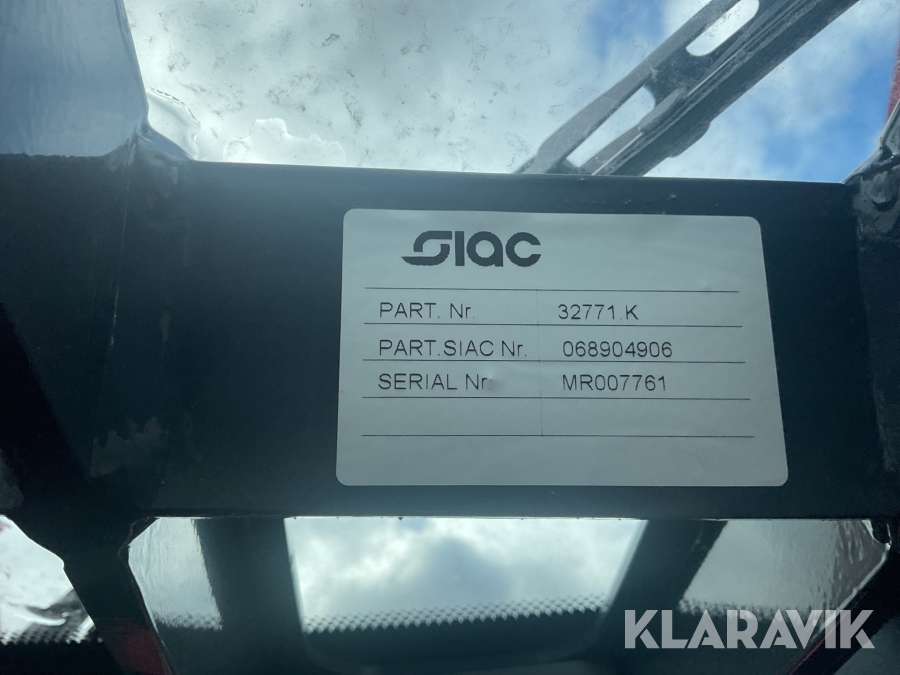 SIAC
PART. Nr. 32771.K
PART.SIAC Nr. 068904906
SERIAL Nr MR007761
KLARAVIK